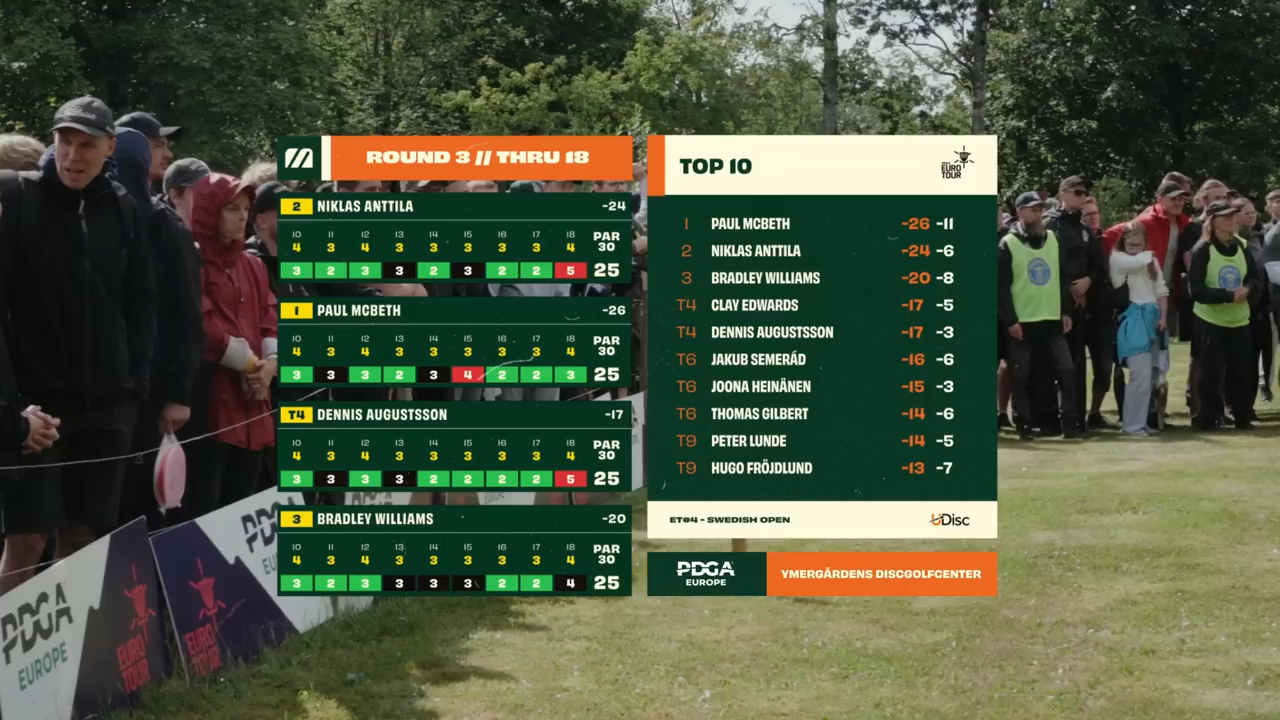 ROUND 3 // THRU 18
2 NIKLAS ANTTILA -24
10 11 12 13 14 15 16 17 18 PAR
4 3 4 3 3 3 3 3 4 30
3 2 3 3 2 3 2 2 5 25
1 PAUL MCBETH -26
10 11 12 13 14 15 16 17 18 PAR
4 3 4 3 3 3 3 3 4 30
3 3 3 2 3 4 2 2 3 25
T4 DENNIS AUGUSTSSON -17
10 11 12 13 14 15 16 17 18 PAR
4 3 4 3 3 3 3 3 4 30
3 3 3 3 2 2 2 2 5 25
3 BRADLEY WILLIAMS -20
10 11 12 13 14 15 16 17 18 PAR
4 3 4 3 3 3 3 3 4 30
3 2 3 3 3 3 2 2 4 25
TOP 10
PDGA
EURO
TOUR
1 PAUL MCBETH -26 -11
2 NIKLAS ANTTILA -24 -6
3 BRADLEY WILLIAMS -20 -8
T4 CLAY EDWARDS -17 -5
T4 DENNIS AUGUSTSSON -17 -3
T6 JAKUB SEMERÁD -16 -6
T6 JOONA HEINÄNEN -15 -3
T6 THOMAS GILBERT -14 -6
T9 PETER LUNDE -14 -5
T9 HUGO FRÖJDLUND -13 -7
ET#4 - SWEDISH OPEN
UDisc
PDGA
EUROPE
YMERGÅRDENS DISCGOLFCENTER
PDGA
EUROPE
EURO
TOUR
EURO
TOUR
PDGA
EUROPE